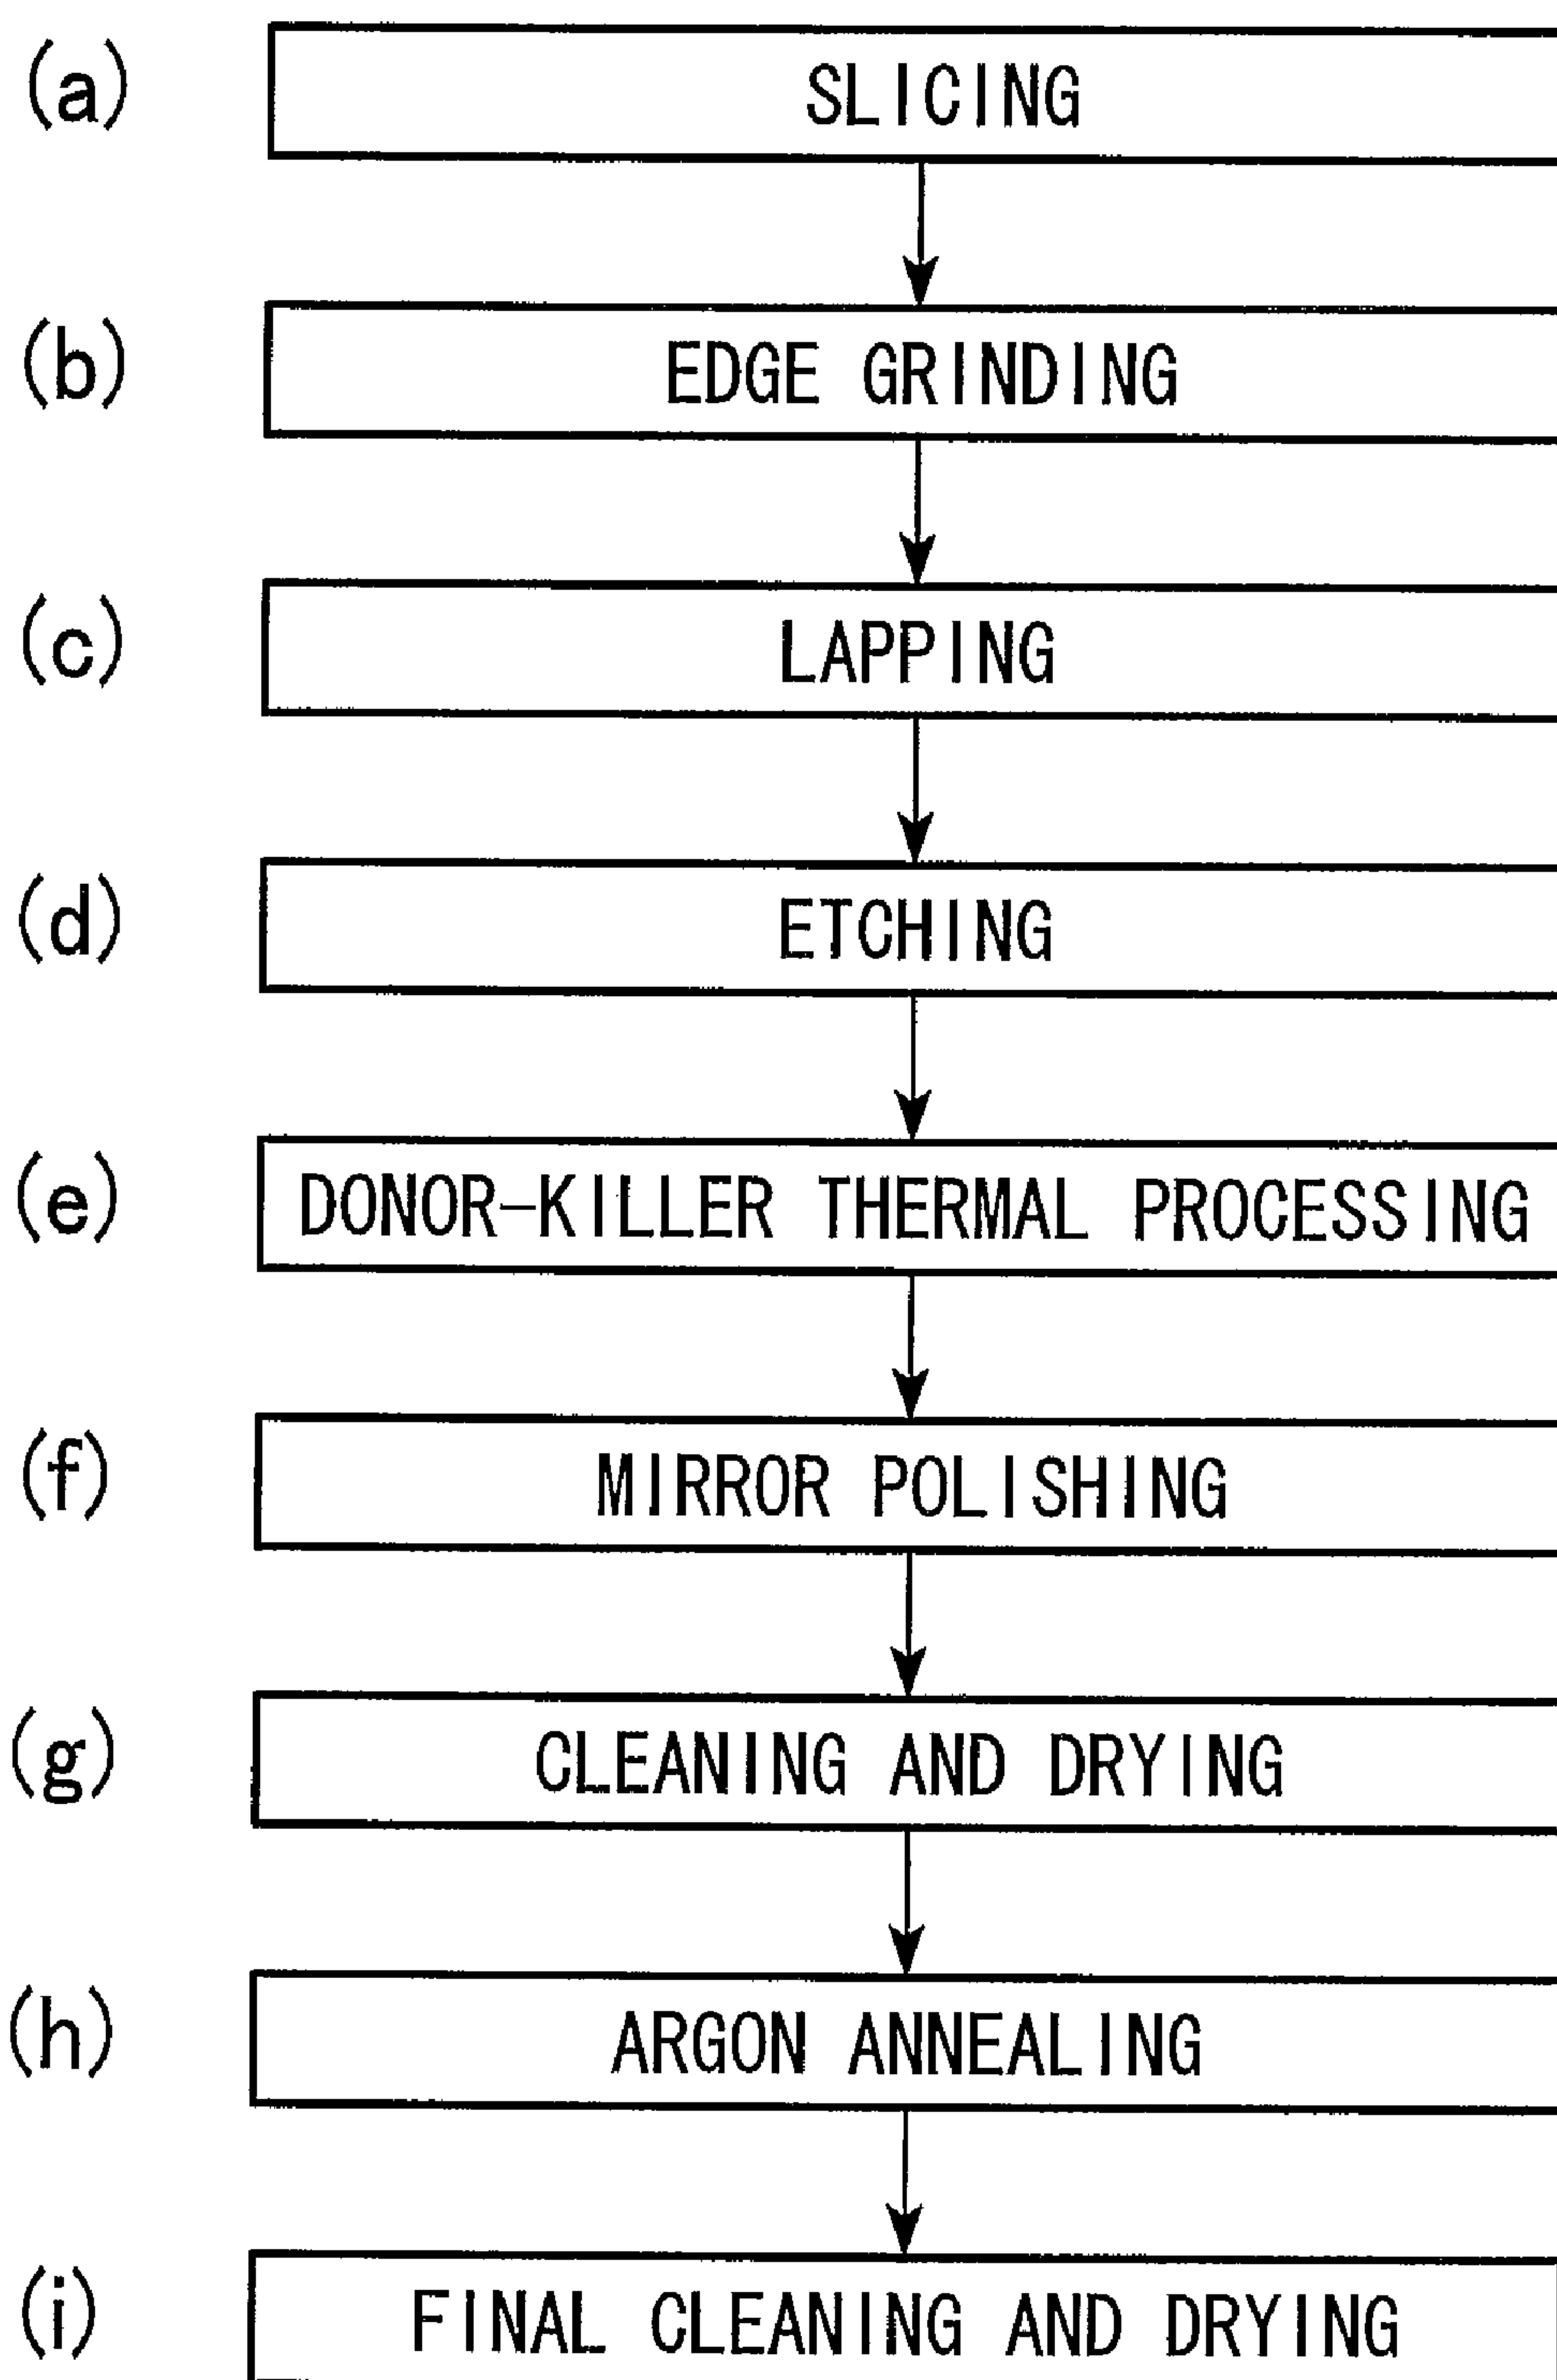 (a) SLICING
(b) EDGE GRINDING
(c) LAPPING
(d) ETCHING
(e) DONOR-KILLER THERMAL PROCESSING
(f) MIRROR POLISHING
(g) CLEANING AND DRYING
(h) ARGON ANNEALING
(i) FINAL CLEANING AND DRYING